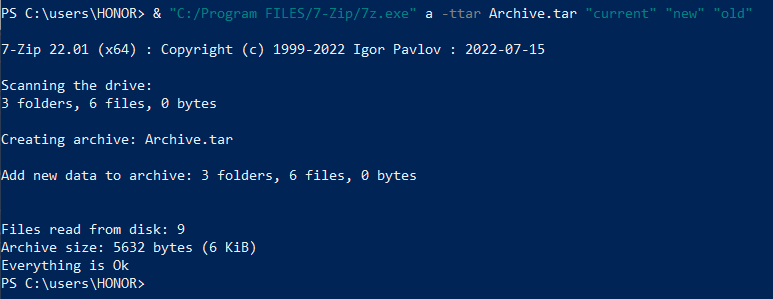 PS C:\users\HONOR> & "C:/Program FILES/7-Zip/7z.exe" a -ttar Archive.tar "current" "new" "old"
7-Zip 22.01 (x64) : Copyright (c) 1999-2022 Igor Pavlov : 2022-07-15
Scanning the drive:
3 folders, 6 files, 0 bytes
Creating archive: Archive.tar
Add new data to archive: 3 folders, 6 files, 0 bytes
Files read from disk: 9
Archive size: 5632 bytes (6 KiB)
Everything is Ok
PS C:\users\HONOR>